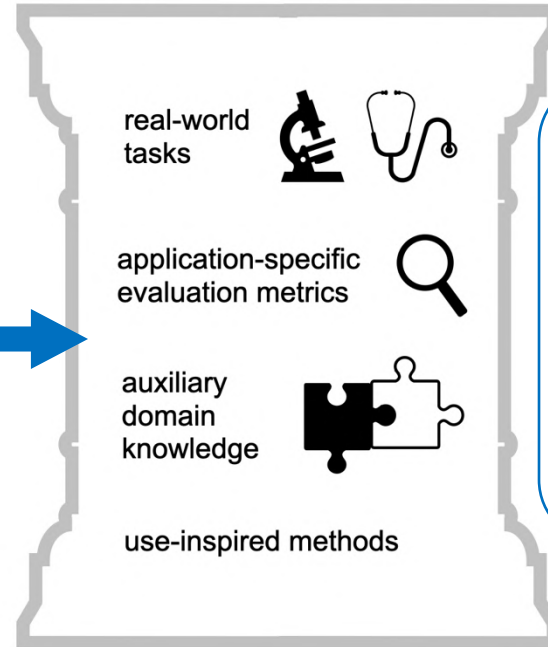 real-world
tasks
application-specific
evaluation metrics
auxiliary
domain
knowledge
use-inspired methods